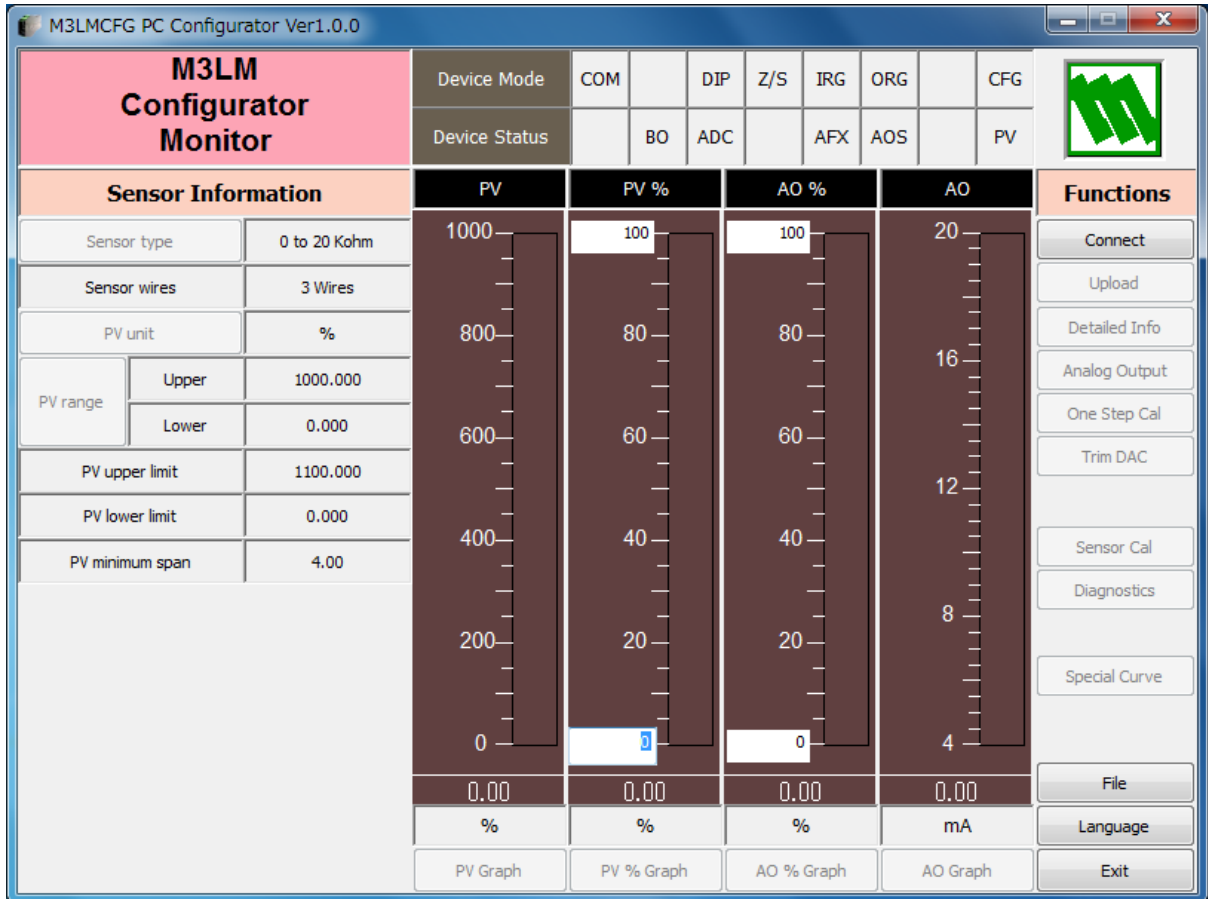 M3LMCFG PC Configurator Ver1.0.0
M3LM
Configurator
Monitor
Device Mode COM DIP Z/S IRG ORG CFG
Device Status BO ADC AFX AOS PV
Sensor Information
Sensor type 0 to 20 Kohm
Sensor wires 3 Wires
PV unit %
PV range
Upper 1000.000
Lower 0.000
PV upper limit 1100.000
PV lower limit 0.000
PV minimum span 4.00
PV
1000
800
600
400
200
0
0.00
%
PV Graph
PV %
100
80
60
40
20
0
0.00
%
PV % Graph
AO %
100
80
60
40
20
0
0.00
%
AO % Graph
AO
20
16
12
8
4
0.00
mA
AO Graph
Functions
Connect
Upload
Detailed Info
Analog Output
One Step Cal
Trim DAC
Sensor Cal
Diagnostics
Special Curve
File
Language
Exit